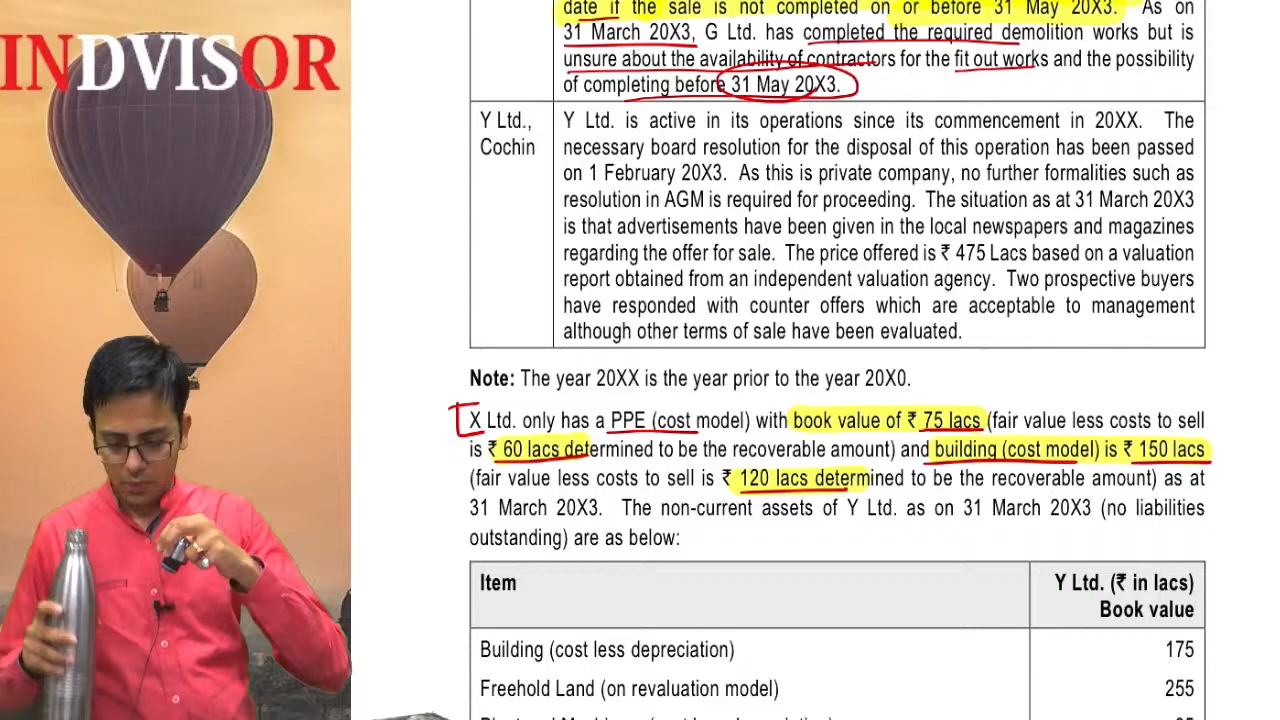 INDVISOR
date if the sale is not completed on or before 31 May 20X3. As on
31 March 20X3, G Ltd. has completed the required demolition works but is
unsure about the availability of contractors for the fit out works and the possibility
of completing before 31 May 20X3.
Y Ltd.,
Cochin
Y Ltd. is active in its operations since its commencement in 20XX. The
necessary board resolution for the disposal of this operation has been passed
on 1 February 20X3. As this is private company, no further formalities such as
resolution in AGM is required for proceeding. The situation as at 31 March 20X3
is that advertisements have been given in the local newspapers and magazines
regarding the offer for sale. The price offered is ₹ 475 Lacs based on a valuation
report obtained from an independent valuation agency. Two prospective buyers
have responded with counter offers which are acceptable to management
although other terms of sale have been evaluated.
Note: The year 20XX is the year prior to the year 20X0.
X Ltd. only has a PPE (cost model) with book value of ₹ 75 lacs (fair value less costs to sell
is ₹ 60 lacs determined to be the recoverable amount) and building (cost model) is ₹ 150 lacs
(fair value less costs to sell is ₹ 120 lacs determined to be the recoverable amount) as at
31 March 20X3. The non-current assets of Y Ltd. as on 31 March 20X3 (no liabilities
outstanding) are as below:
Item
Y Ltd. (₹ in lacs)
Book value
Building (cost less depreciation) 175
Freehold Land (on revaluation model) 255